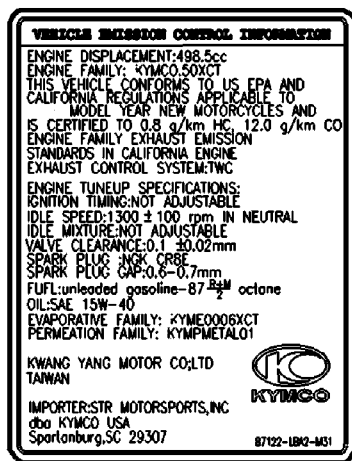 VEHICLE EMISSION CONTROL INFORMATION
ENGINE DISPLACEMENT:498.5cc
ENGINE FAMILY: KYMC0.50XCT
THIS VEHICLE CONFORMS TO US EPA AND
CALIFORNIA REGULATIONS APPLICABLE TO
MODEL YEAR NEW MOTORCYCLES AND
IS CERTIFIED TO 0.8 g/km HC, 12.0 g/km CO
ENGINE FAMILY EXHAUST EMISSION
STANDARDS IN CALIFORNIA ENGINE
EXHAUST CONTROL SYSTEM:TWC
ENGINE TUNEUP SPECIFICATIONS:
IGNITION TIMING:NOT ADJUSTABLE
IDLE SPEED:1300 ± 100 rpm IN NEUTRAL
IDLE MIXTURE:NOT ADJUSTABLE
VALVE CLEARANCE:0.1 ±0.02mm
SPARK PLUG :NGK CR8E
SPARK PLUG GAP:0.6-0.7mm
FUFL:unleaded gasoline-87 R+M/2 octane
OIL:SAE 15W-40
EVAPORATIVE FAMILY: KYME0006XCT
PERMEATION FAMILY: KYMPMETAL01
KWANG YANG MOTOR CO;LTD
TAIWAN
KYMCO
IMPORTER:STR MOTORSPORTS,INC
dba KYMCO USA
Spartanburg,SC 29307
87122-LBA2-M31